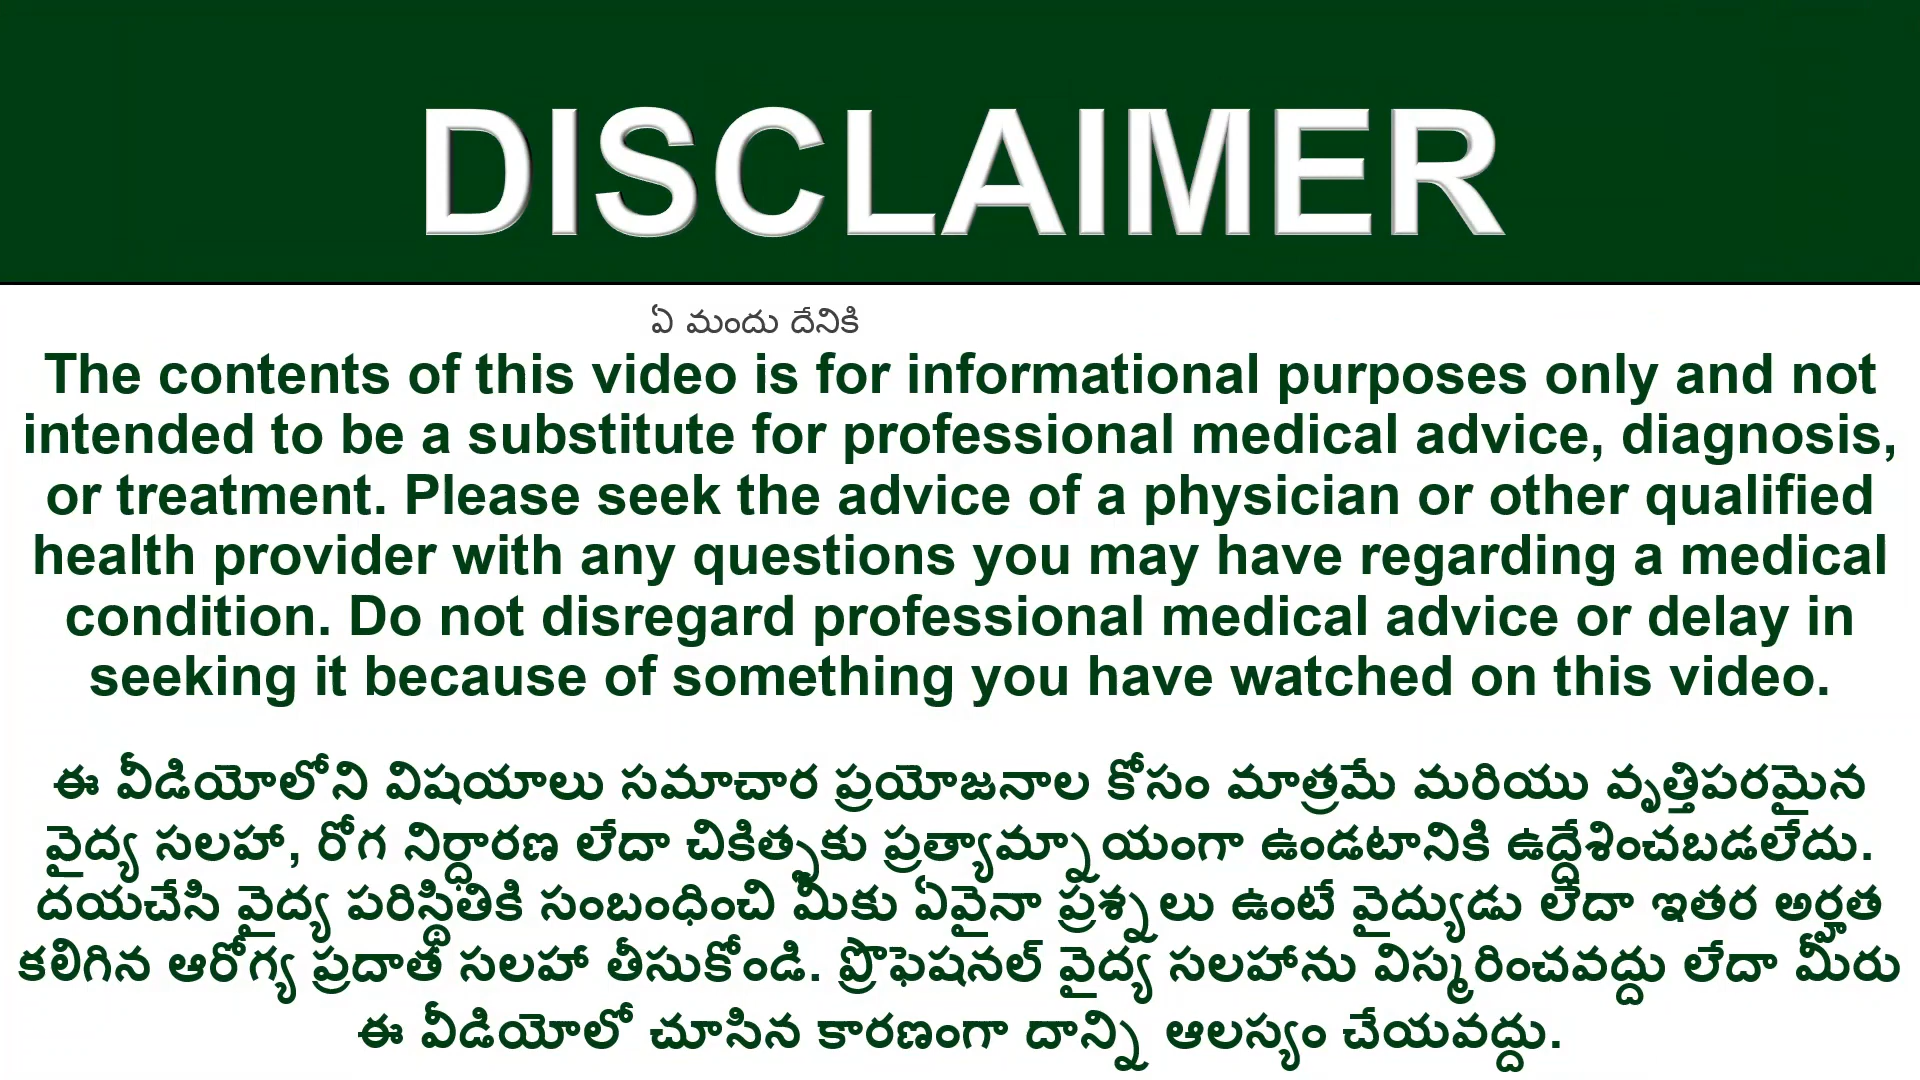 DISCLAIMER
ఏ మందు దేనికి
The contents of this video is for informational purposes only and not
intended to be a substitute for professional medical advice, diagnosis,
or treatment. Please seek the advice of a physician or other qualified
health provider with any questions you may have regarding a medical
condition. Do not disregard professional medical advice or delay in
seeking it because of something you have watched on this video.
ఈ వీడియోలోని విషయాలు సమాచార ప్రయోజనాల కోసం మాత్రమే మరియు వృత్తిపరమైన
వైద్య సలహా, రోగ నిర్ధారణ లేదా చికిత్సకు ప్రత్యామ్నాయంగా ఉండటానికి ఉద్దేశించబడలేదు.
దయచేసి వైద్య పరిస్థితికి సంబంధించి మీకు ఏవైనా ప్రశ్నలు ఉంటే వైద్యుడు లేదా ఇతర అర్హత
కలిగిన ఆరోగ్య ప్రదాత సలహా తీసుకోండి. ప్రొఫెషనల్ వైద్య సలహాను విస్మరించవద్దు లేదా మీరు
ఈ వీడియోలో చూసిన కారణంగా దాన్ని ఆలస్యం చేయవద్దు.